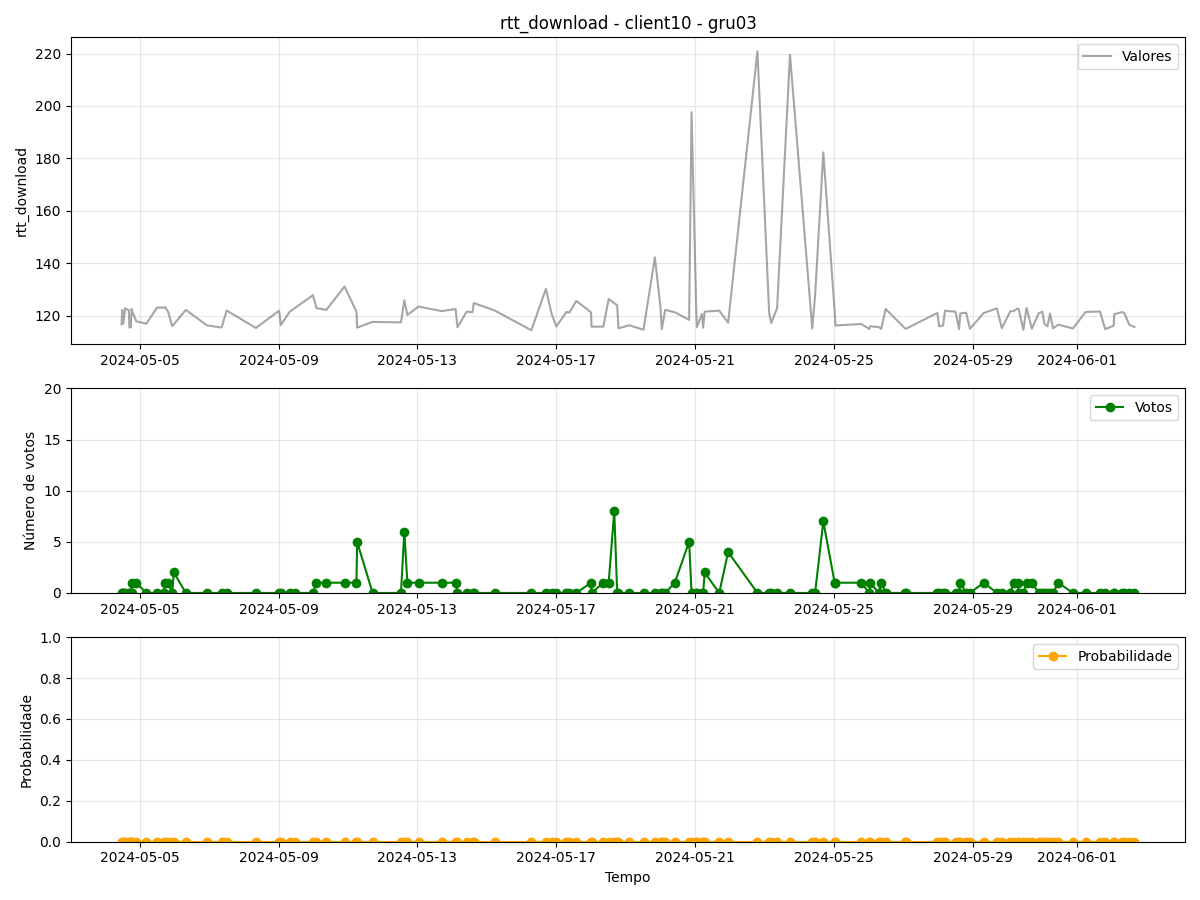 rtt_download - client10 - gru03
Valores
rtt_download
220
200
180
160
140
120
2024-05-05 2024-05-09 2024-05-13 2024-05-17 2024-05-21 2024-05-25 2024-05-29 2024-06-01
Votos
Número de votos
20
15
10
5
0
2024-05-05 2024-05-09 2024-05-13 2024-05-17 2024-05-21 2024-05-25 2024-05-29 2024-06-01
Probabilidade
Probabilidade
1.0
0.8
0.6
0.4
0.2
0.0
2024-05-05 2024-05-09 2024-05-13 2024-05-17 2024-05-21 2024-05-25 2024-05-29 2024-06-01
Tempo